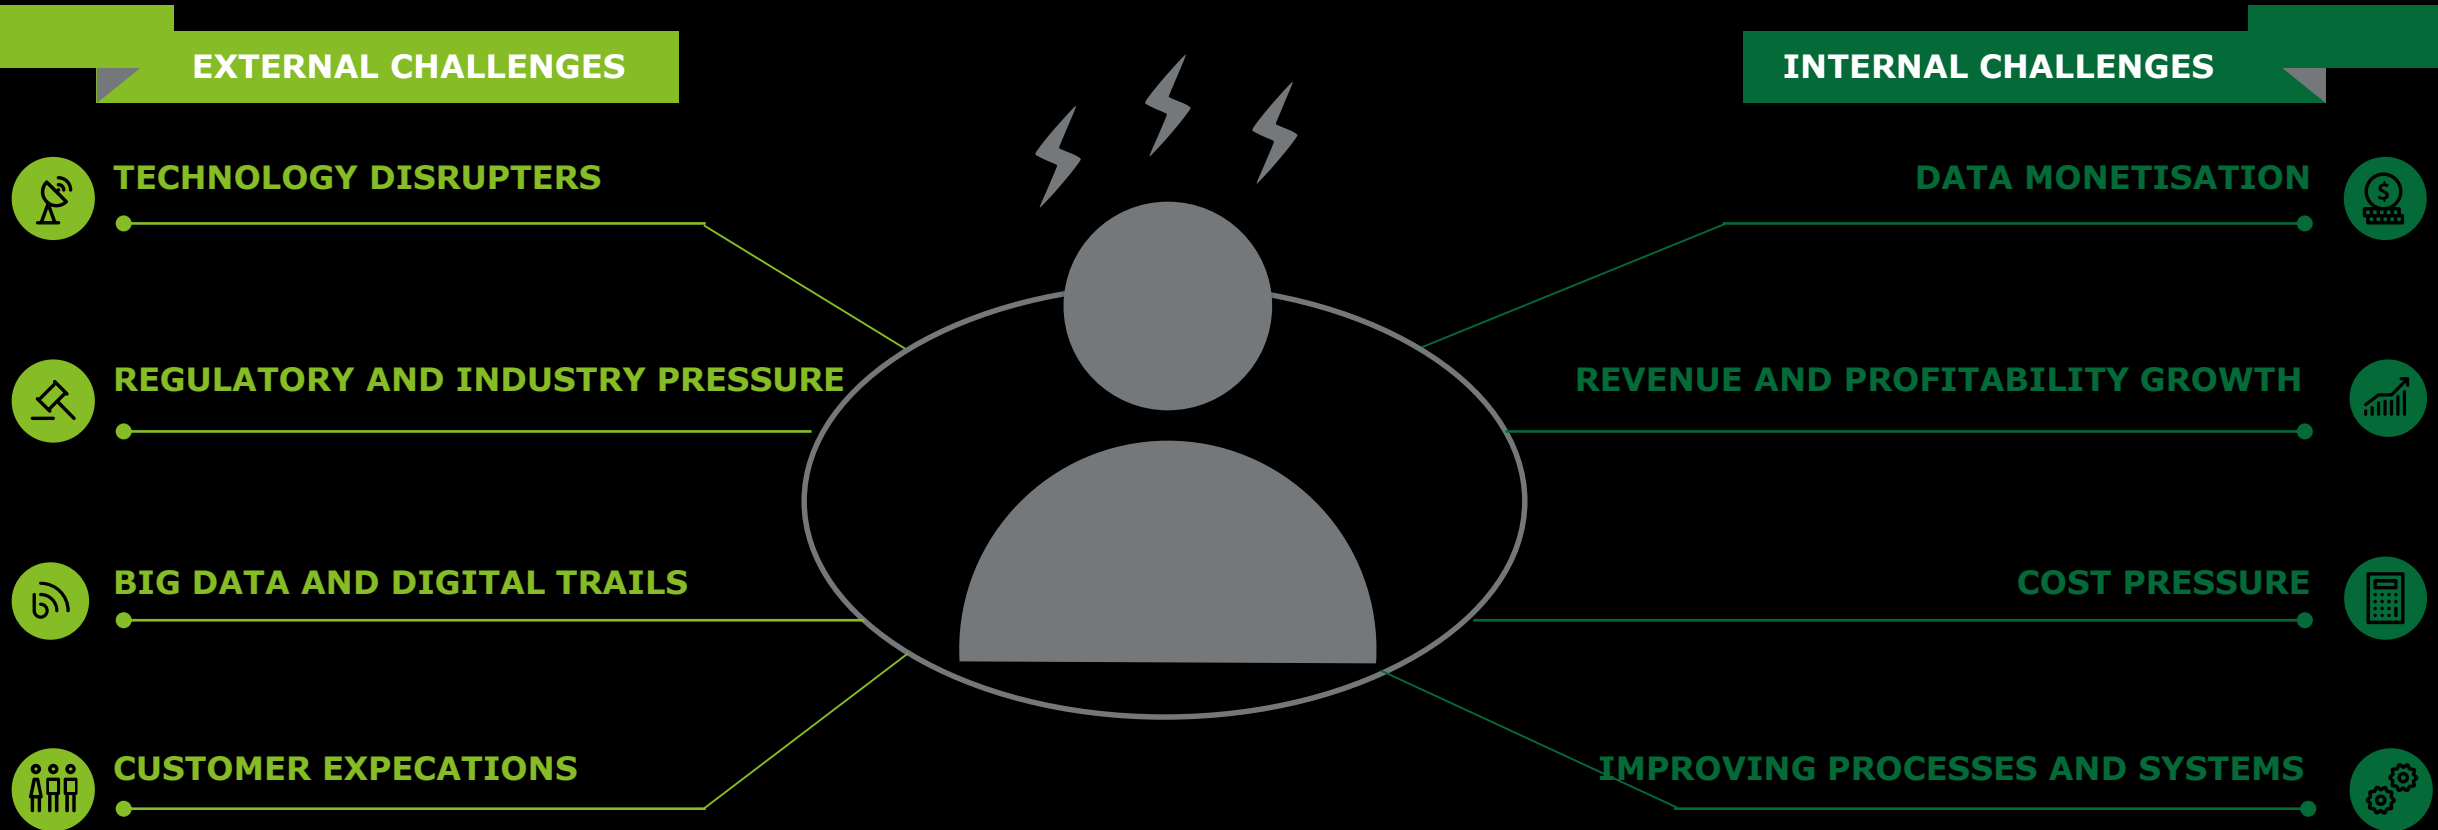 EXTERNAL CHALLENGES
TECHNOLOGY DISRUPTERS
REGULATORY AND INDUSTRY PRESSURE
BIG DATA AND DIGITAL TRAILS
CUSTOMER EXPECATIONS
INTERNAL CHALLENGES
DATA MONETISATION
$
REVENUE AND PROFITABILITY GROWTH
COST PRESSURE
IMPROVING PROCESSES AND SYSTEMS